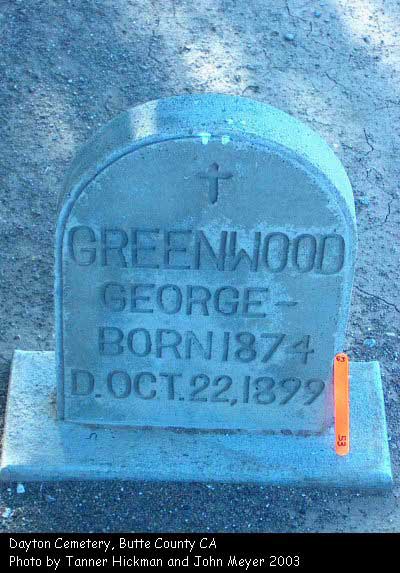 GREENWOOD
GEORGE-
BORN 1874
D. OCT. 22, 1899
53
Dayton Cemetery, Butte County CA
Photo by Tanner Hickman and John Meyer 2003